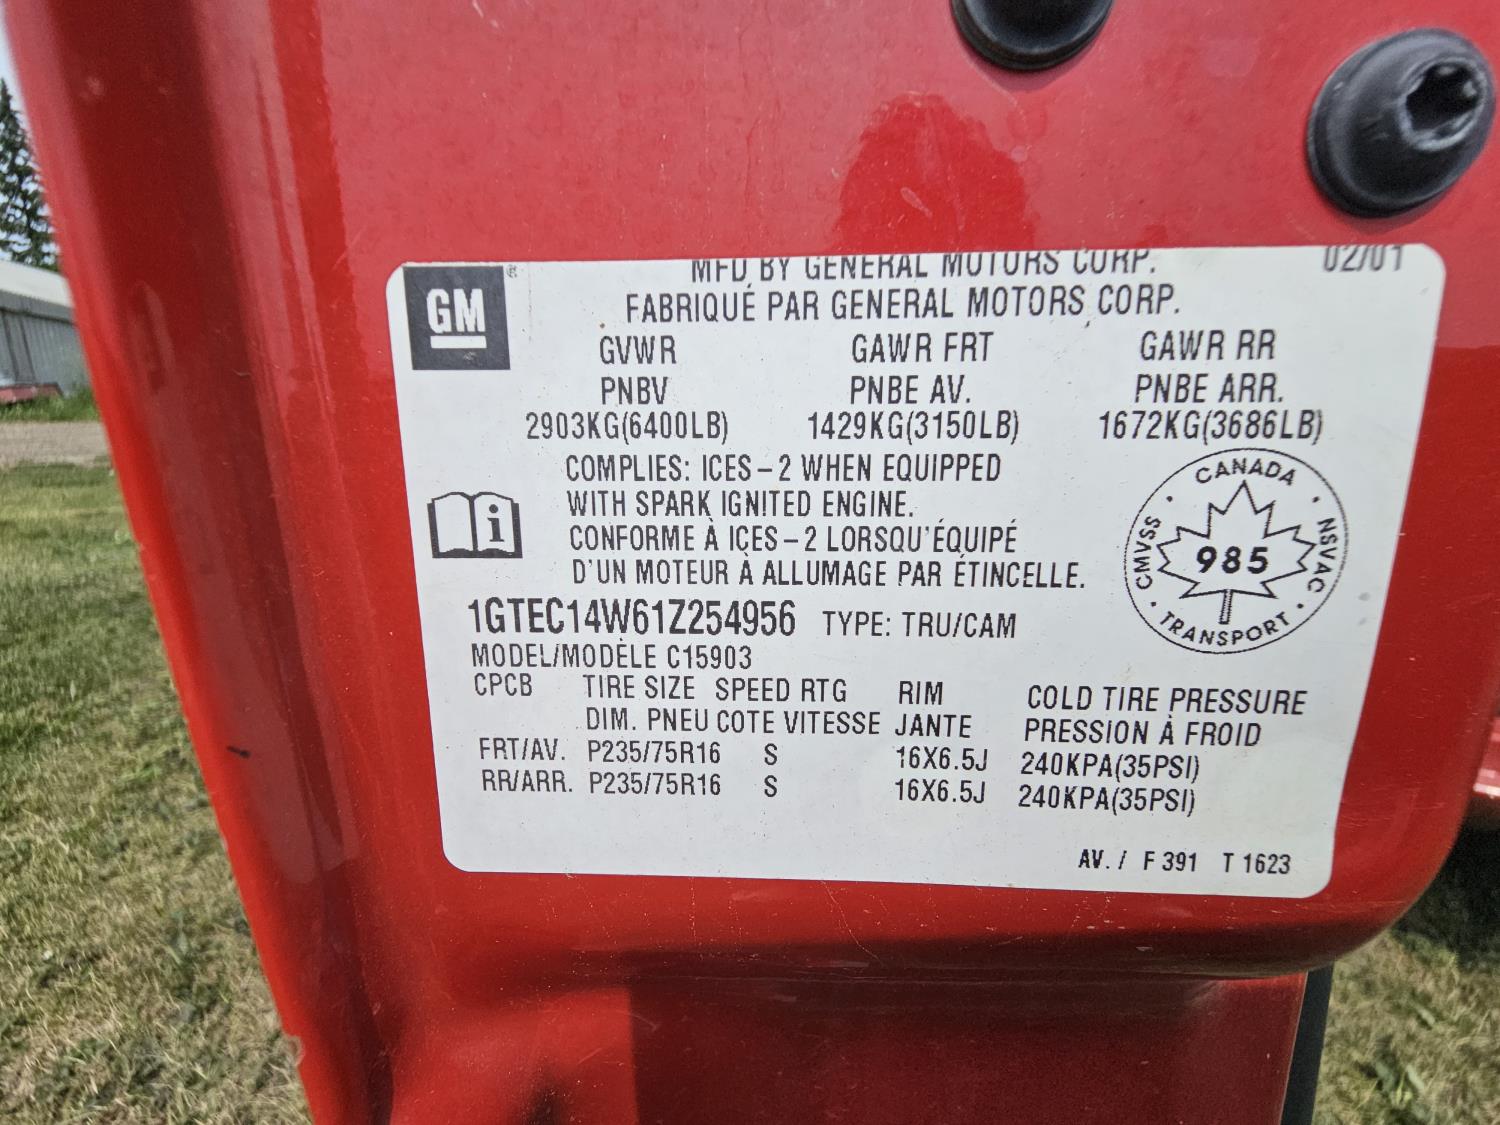 MFD BY GENERAL MOTORS CORP. 02/01
GM ®
FABRIQUÉ PAR GENERAL MOTORS CORP.
GVWR GAWR FRT GAWR RR
PNBV PNBE AV. PNBE ARR.
2903KG(6400LB) 1429KG(3150LB) 1672KG(3686LB)
COMPLIES: ICES-2 WHEN EQUIPPED
WITH SPARK IGNITED ENGINE.
CONFORME À ICES-2 LORSQU'ÉQUIPÉ
D'UN MOTEUR À ALLUMAGE PAR ÉTINCELLE.
i
CANADA
CMVSS • NSVAC
985
• TRANSPORT •
1GTEC14W61Z254956 TYPE: TRU/CAM
MODEL/MODÈLE C15903
CPCB TIRE SIZE SPEED RTG RIM COLD TIRE PRESSURE
DIM. PNEU COTE VITESSE JANTE PRESSION À FROID
FRT/AV. P235/75R16 S 16X6.5J 240KPA(35PSI)
RR/ARR. P235/75R16 S 16X6.5J 240KPA(35PSI)
AV. / F 391 T 1623